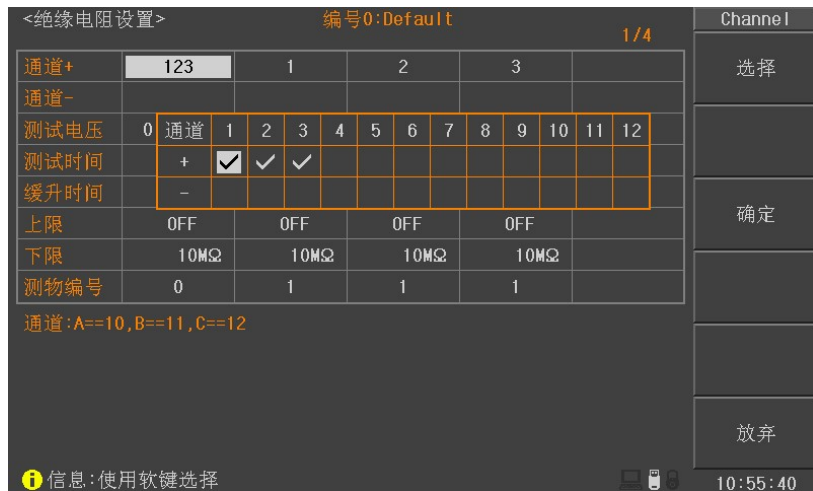 <绝缘电阻设置> 编号0:Default 1/4 Channel
通道+ 123 1 2 3 选择
通道-
测试电压 0 通道 1 2 3 4 5 6 7 8 9 10 11 12
测试时间 +
缓升时间 -
上限 OFF OFF OFF OFF 确定
下限 10MΩ 10MΩ 10MΩ 10MΩ
测物编号 0 1 1 1
通道:A==10,B==11,C==12
放弃
信息:使用软键选择 10:55:40